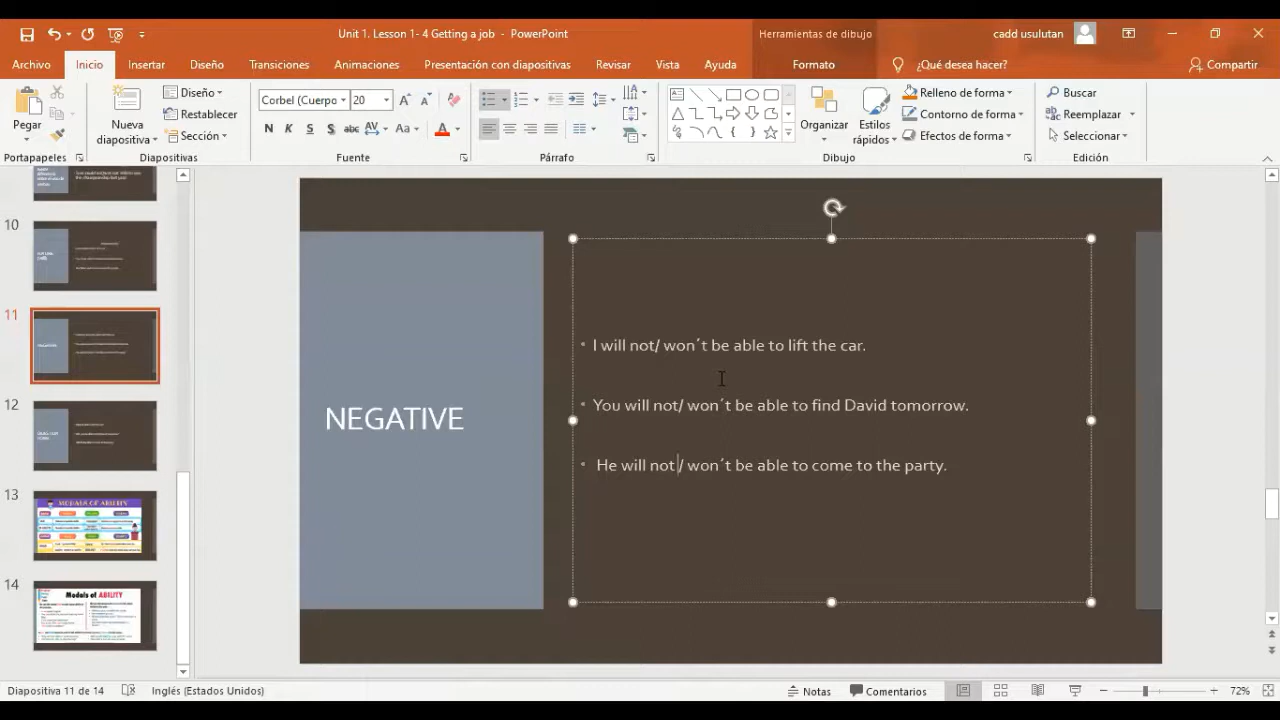 Unit 1. Lesson 1- 4 Getting a job - PowerPoint
Herramientas de dibujo
cadd usulutan
Archivo Inicio Insertar Diseño Transiciones Animaciones Presentación con diapositivas Revisar Vista Ayuda Formato ¿Qué desea hacer? Compartir
Pegar
Portapapeles
Nueva diapositiva
Diseño
Restablecer
Sección
Diapositivas
Corbel (Cuerpo 20
N K S S abc AV Aa A
Fuente
Párrafo
Organizar
Estilos rápidos
Relleno de forma
Contorno de forma
Efectos de forma
Dibujo
Buscar
Reemplazar
Seleccionar
Edición
10
11
12
13
MODALS OF ABILITY
14
Modals of ABILITY
NEGATIVE
• I will not/ won´t be able to lift the car.
• You will not/ won´t be able to find David tomorrow.
• He will not / won´t be able to come to the party.
Diapositiva 11 de 14 Inglés (Estados Unidos) Notas Comentarios 72%